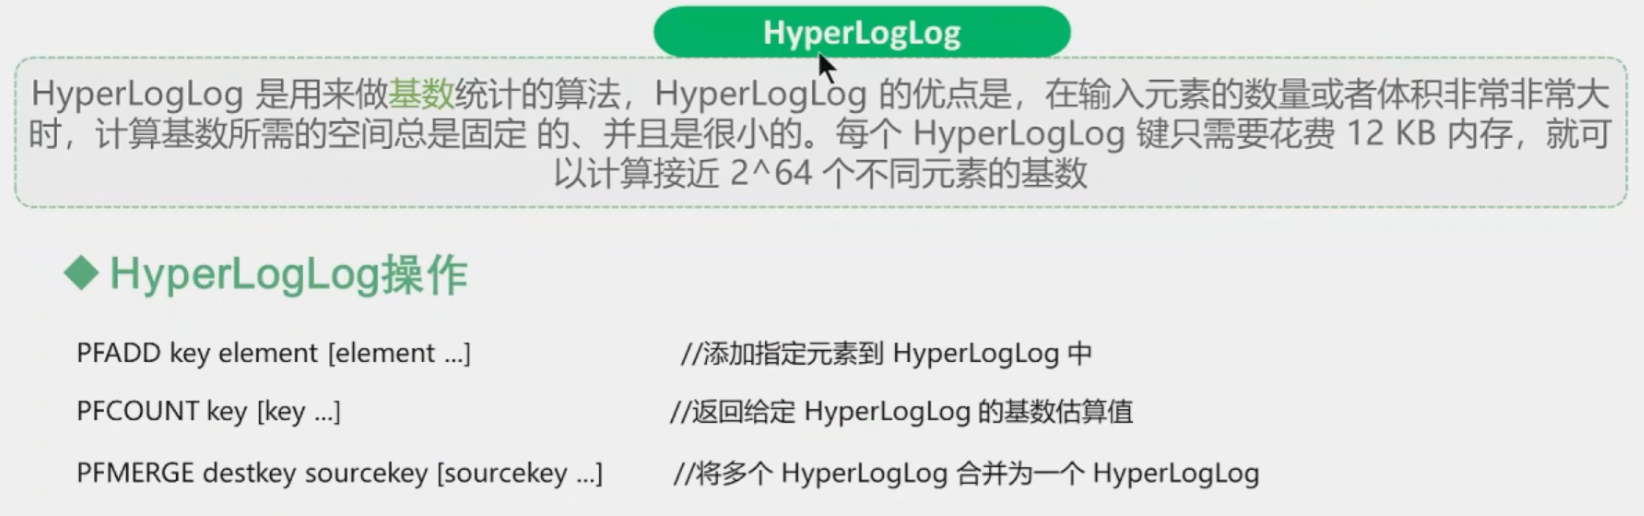 HyperLogLog
HyperLogLog 是用来做基数统计的算法，HyperLogLog 的优点是，在输入元素的数量或者体积非常非常大
时，计算基数所需的空间总是固定 的、并且是很小的。每个 HyperLogLog 键只需要花费 12 KB 内存，就可
以计算接近 2^64 个不同元素的基数
HyperLogLog操作
PFADD key element [element ...] //添加指定元素到 HyperLogLog 中
PFCOUNT key [key ...] //返回给定 HyperLogLog 的基数估算值
PFMERGE destkey sourcekey [sourcekey ...] //将多个 HyperLogLog 合并为一个 HyperLogLog